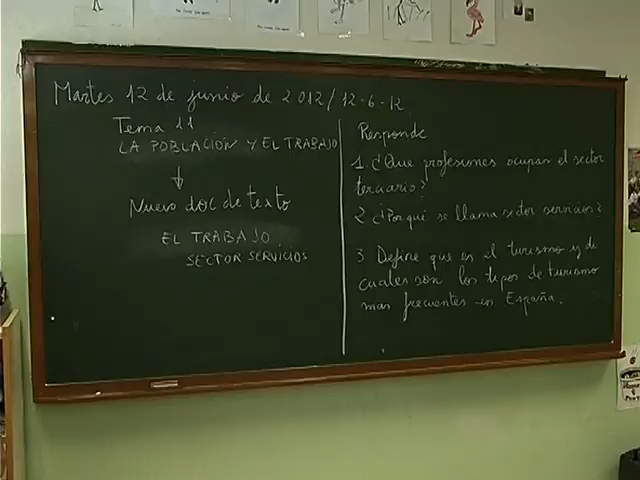 Martes 12 de junio de 2012/12-6-12
Tema 11
LA POBLACIÓN Y EL TRABAJO
Nuevo doc de texto
EL TRABAJO.
SECTOR SERVICIOS
Responde
1. ¿Que profesiones ocupan el sector
terciario?
2 ¿Por qué se llama sector servicios?
3 Define que es el turismo y di
cuales son los tipos de turismo
mas frecuentes en España.